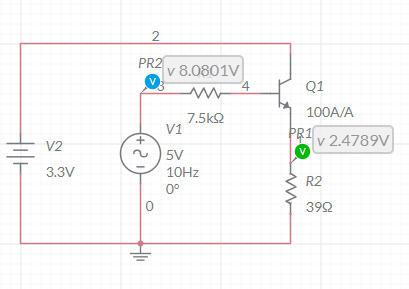 2
PR2
v 8.0801V
V
3
4
Q1
7.5kΩ
100A/A
PR1
v 2.4789V
V
V1
V2
5V
3.3V
10Hz
0°
R2
39Ω
0